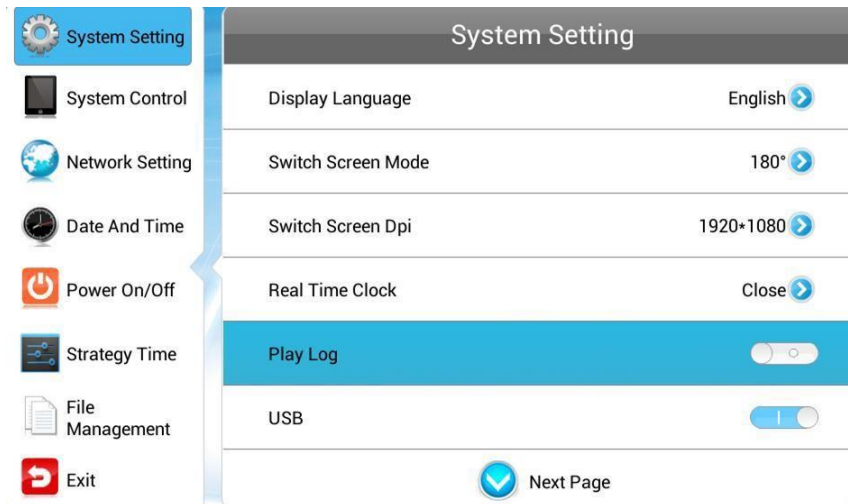 System Setting
System Control
Network Setting
Date And Time
Power On/Off
Strategy Time
File
Management
Exit
System Setting
Display Language English
Switch Screen Mode 180°
Switch Screen Dpi 1920*1080
Real Time Clock Close
Play Log
USB
Next Page